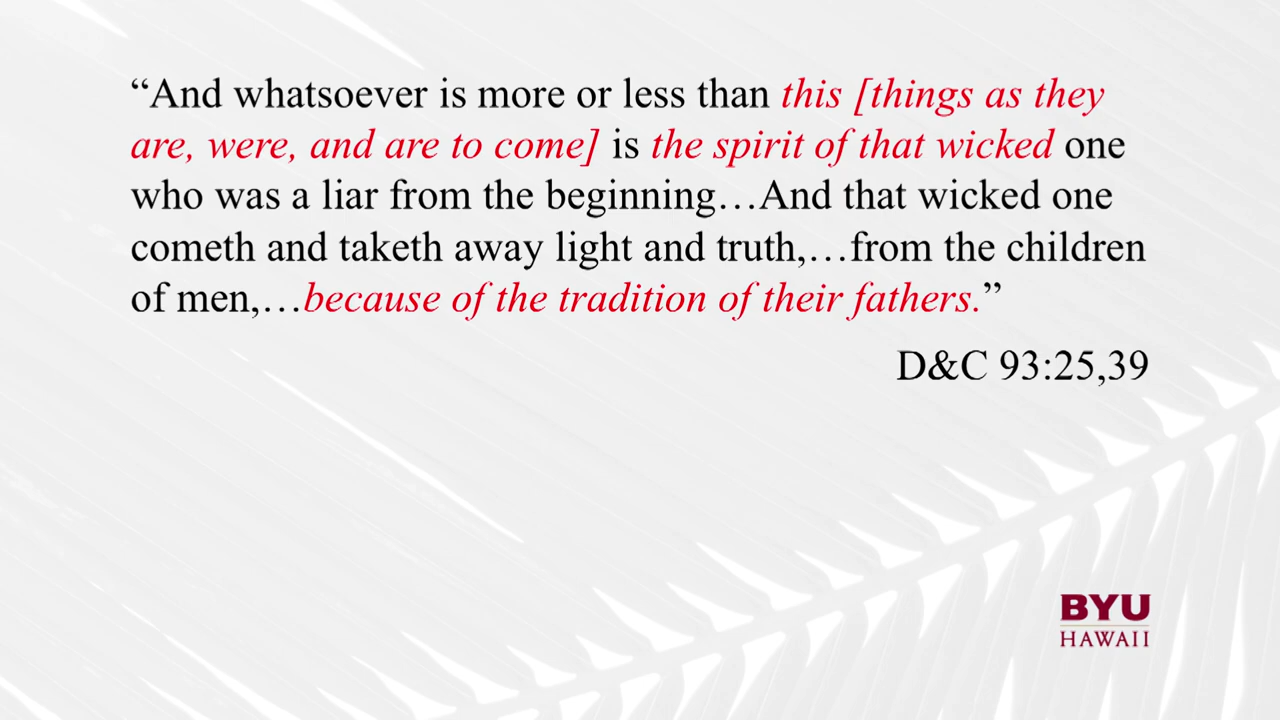 “And whatsoever is more or less than this [things as they
are, were, and are to come] is the spirit of that wicked one
who was a liar from the beginning…And that wicked one
cometh and taketh away light and truth,…from the children
of men,…because of the tradition of their fathers.”
D&C 93:25,39
BYU
HAWAII